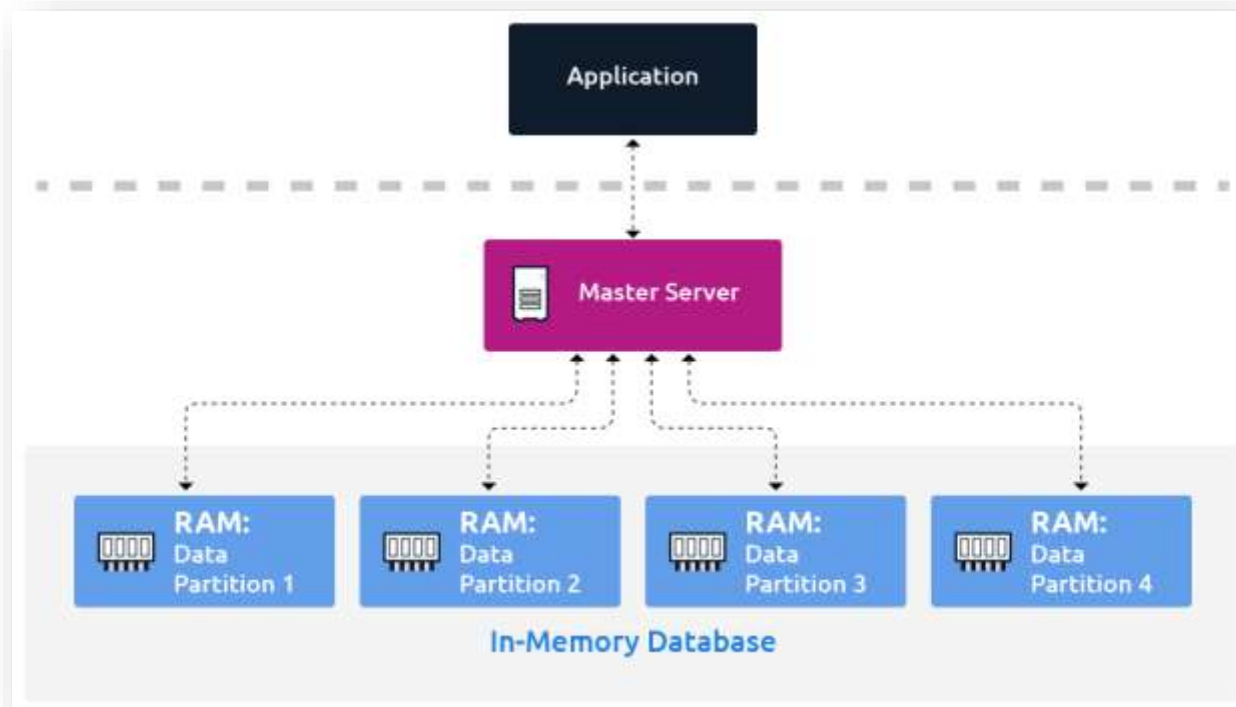 Application
Master Server
RAM:
Data
Partition 1
RAM:
Data
Partition 2
RAM:
Data
Partition 3
RAM:
Data
Partition 4
In-Memory Database